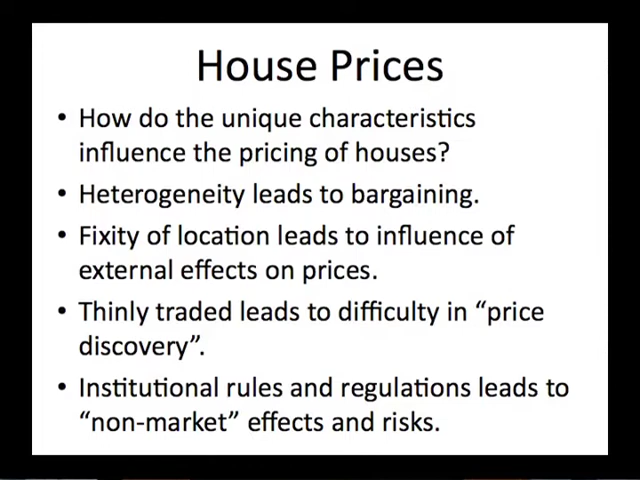 House Prices
• How do the unique characteristics
influence the pricing of houses?
• Heterogeneity leads to bargaining.
• Fixity of location leads to influence of
external effects on prices.
• Thinly traded leads to difficulty in “price
discovery”.
• Institutional rules and regulations leads to
“non-market” effects and risks.